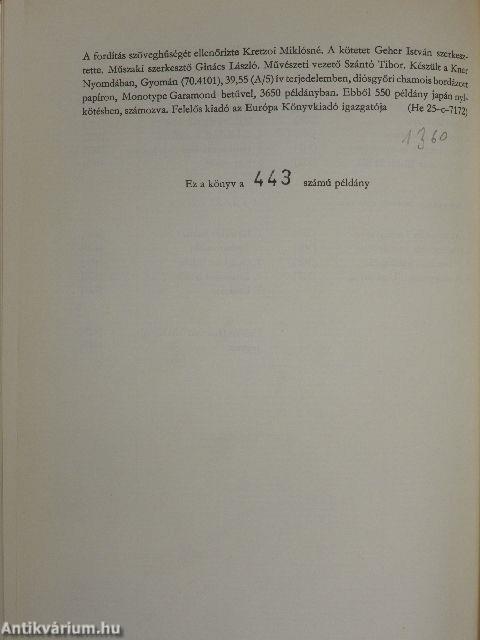 A fordítás szöveghűségét ellenőrizte Kretzoi Miklósné. A kötetet Geher István szerkesz-
tette. Műszaki szerkesztő Ginács László. Művészeti vezető Szántó Tibor. Készült a Kner
Nyomdában, Gyomán (70.4101), 39,55 (A/5) ív terjedelemben, diósgyőri chamois bordázott
papíron, Monotype Garamond betűvel, 3650 példányban. Ebből 550 példány japán nyl-
kötésben, számozva. Felelős kiadó az Európa Könyvkiadó igazgatója (He 25-c-7172)
1360
Ez a könyv a 443 számú példány
Antikvárium.hu